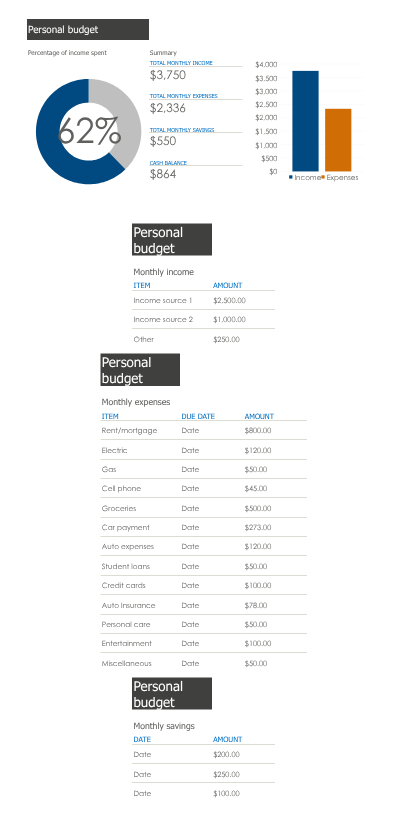 Personal budget
Percentage of income spent
62%
Summary
TOTAL MONTHLY INCOME
$3,750
TOTAL MONTHLY EXPENSES
$2,336
TOTAL MONTHLY SAVINGS
$550
CASH BALANCE
$864
$4,000
$3,500
$3,000
$2,500
$2,000
$1,500
$1,000
$500
$0
Income Expenses
Personal
budget
Monthly income
ITEM AMOUNT
Income source 1 $2,500.00
Income source 2 $1,000.00
Other $250.00
Personal
budget
Monthly expenses
ITEM DUE DATE AMOUNT
Rent/mortgage Date $800.00
Electric Date $120.00
Gas Date $50.00
Cell phone Date $45.00
Groceries Date $500.00
Car payment Date $273.00
Auto expenses Date $120.00
Student loans Date $50.00
Credit cards Date $100.00
Auto Insurance Date $78.00
Personal care Date $50.00
Entertainment Date $100.00
Miscellaneous Date $50.00
Personal
budget
Monthly savings
DATE AMOUNT
Date $200.00
Date $250.00
Date $100.00